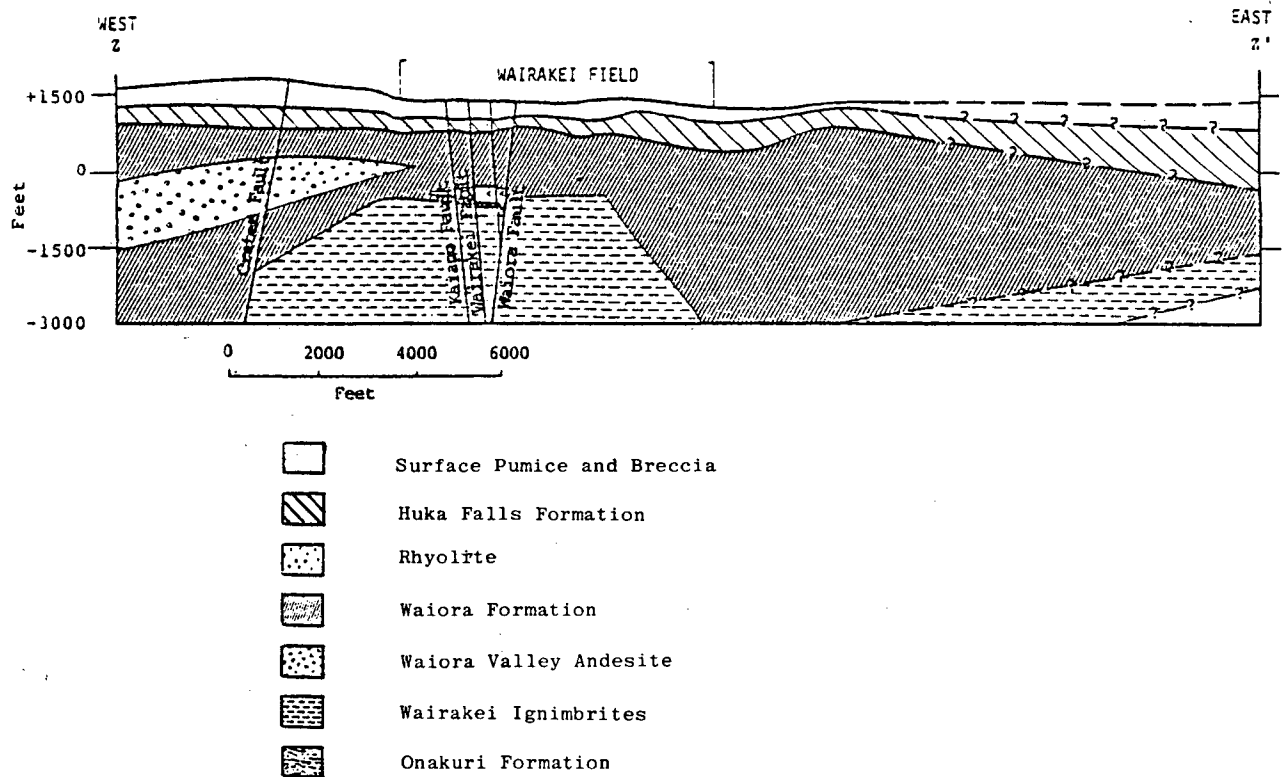 WEST
Z
EAST
Z'
WAIRAKEI FIELD
+1500
0
-1500
-3000
Feet
Crated Fault
Kaiapo Fault
Wairakei Fault
Waiora Fault
? ? ? ? ? ?
? ? ? ? ?
? ? ? ? ?
? ?
0 2000 4000 6000
Feet
Surface Pumice and Breccia
Huka Falls Formation
Rhyolite
Waiora Formation
Waiora Valley Andesite
Wairakei Ignimbrites
Onakuri Formation